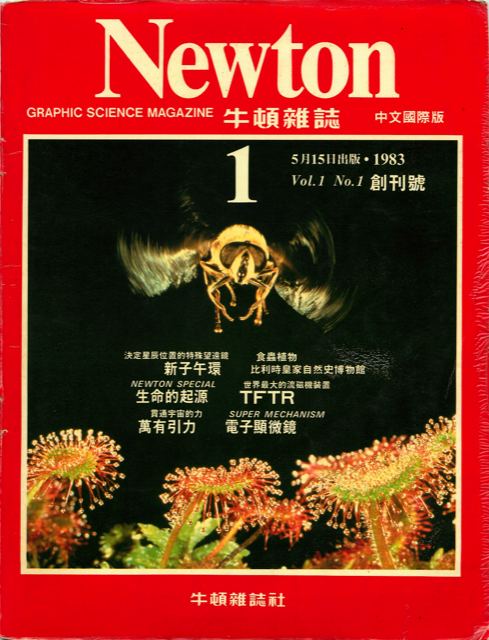 Newton
GRAPHIC SCIENCE MAGAZINE 牛頓雜誌 中文國際版
1
5月15日出版・1983
Vol.1 No.1 創刊號
決定星辰位置的特殊望遠鏡
新子午環
食蟲植物
比利時皇家自然史博物館
NEWTON SPECIAL
生命的起源
世界最大的流磁機裝置
TFTR
貫通宇宙的力
萬有引力
SUPER MECHANISM
電子顯微鏡
牛頓雜誌社